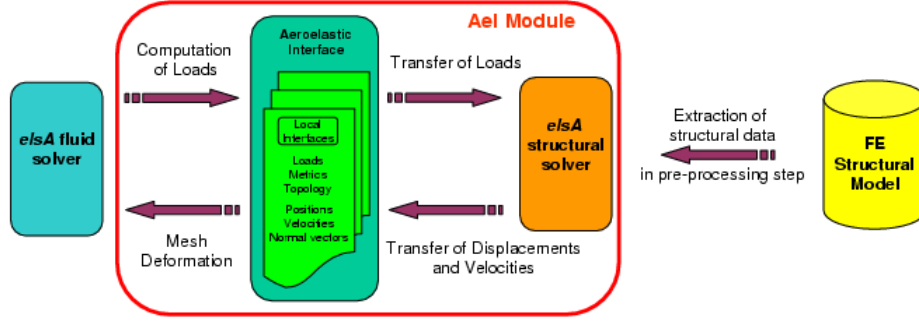 Ael Module
Aeroelastic
Interface
Computation
of Loads
Transfer of Loads
Local
Interfaces
Loads
Metrics
Topology
Positions
Velocities
Normal vectors
elsA fluid
solver
elsA
structural
solver
Extraction of
structural data
in pre-processing step
FE
Structural
Model
Mesh
Deformation
Transfer of Displacements
and Velocities